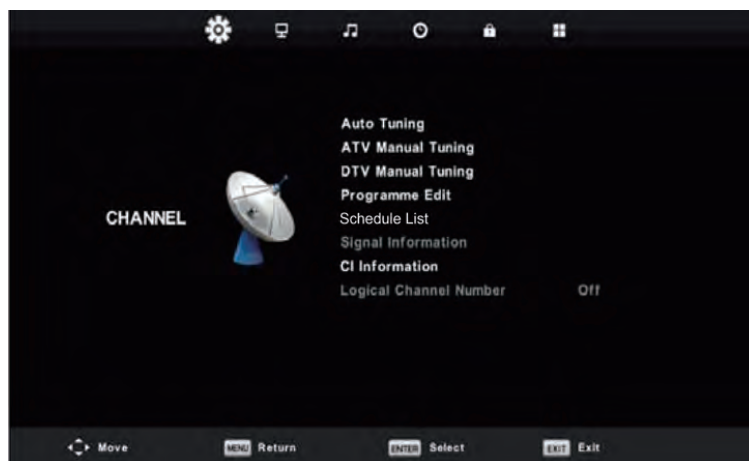 Auto Tuning
ATV Manual Tuning
DTV Manual Tuning
Programme Edit
CHANNEL
Schedule List
Signal Information
CI Information
Logical Channel Number Off
Move MENU Return ENTER Select EXIT Exit